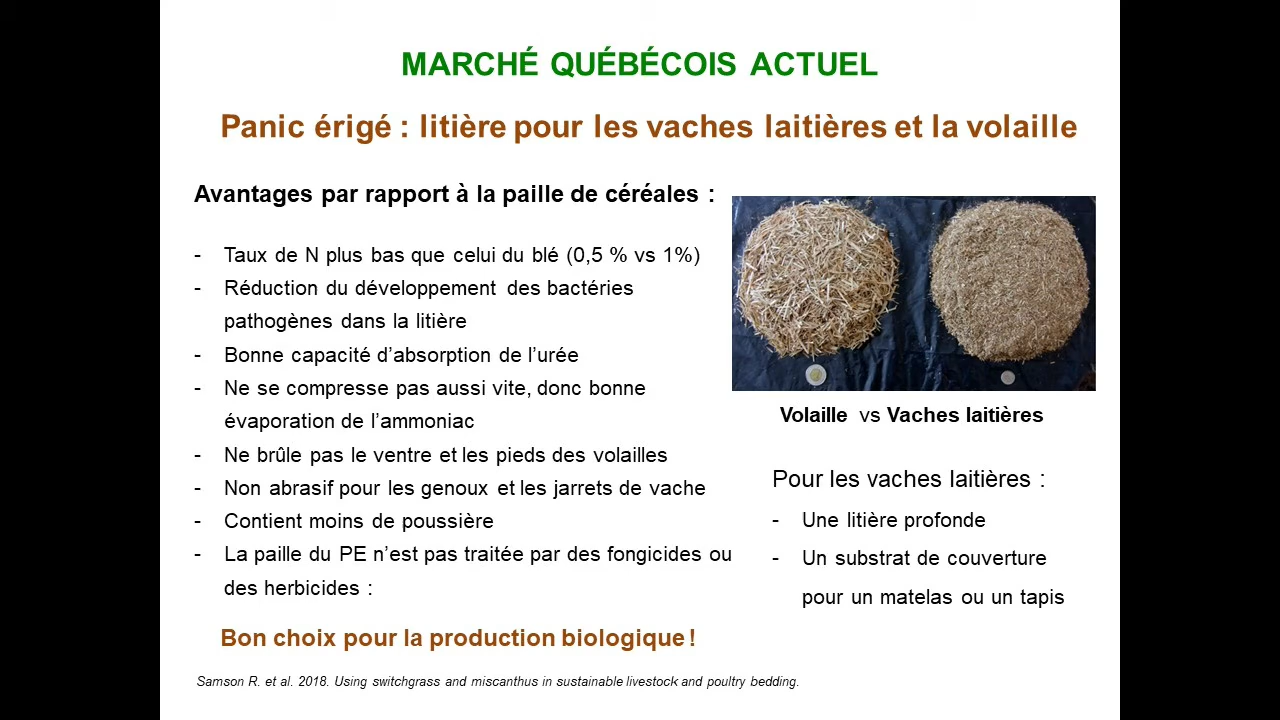 MARCHÉ QUÉBÉCOIS ACTUEL
Panic érigé : litière pour les vaches laitières et la volaille
Avantages par rapport à la paille de céréales :
- Taux de N plus bas que celui du blé (0,5 % vs 1%)
- Réduction du développement des bactéries
pathogènes dans la litière
- Bonne capacité d’absorption de l’urée
- Ne se compresse pas aussi vite, donc bonne
évaporation de l’ammoniac
- Ne brûle pas le ventre et les pieds des volailles
- Non abrasif pour les genoux et les jarrets de vache
- Contient moins de poussière
- La paille du PE n’est pas traitée par des fongicides ou
des herbicides :
Bon choix pour la production biologique !
Volaille vs Vaches laitières
Pour les vaches laitières :
- Une litière profonde
- Un substrat de couverture
pour un matelas ou un tapis
Samson R. et al. 2018. Using switchgrass and miscanthus in sustainable livestock and poultry bedding.